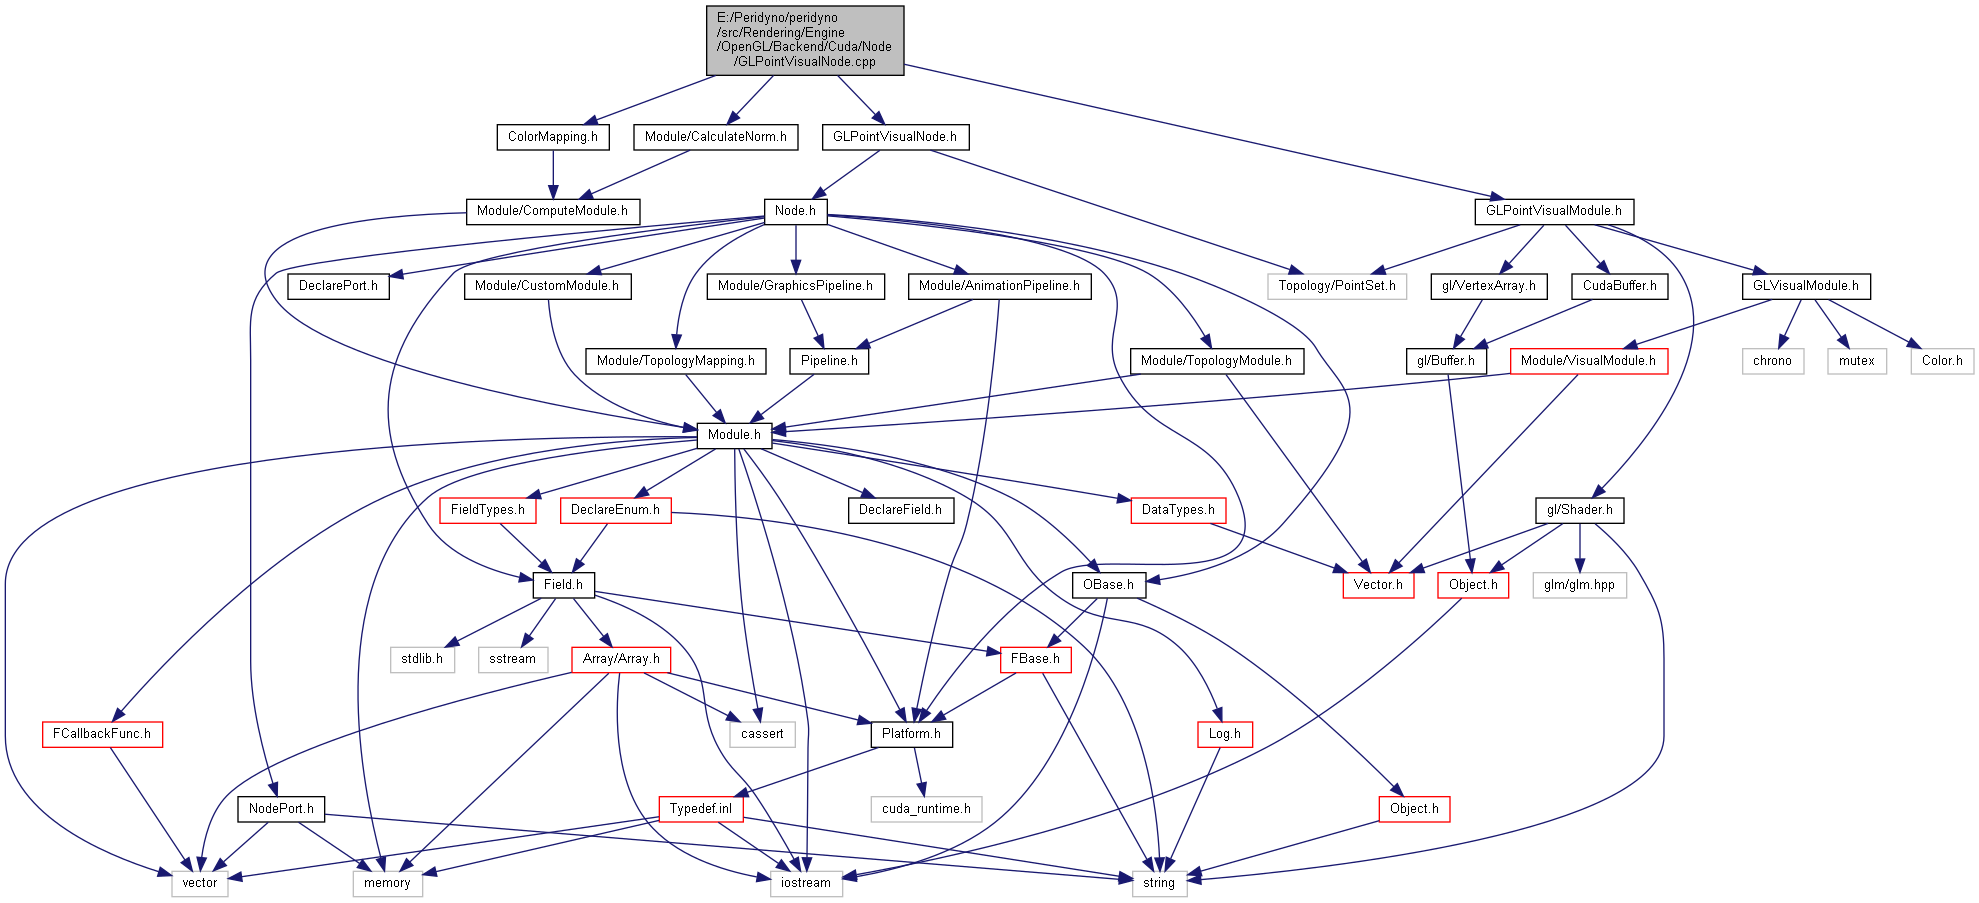 E:/Peridyno/peridyno
/src/Rendering/Engine
/OpenGL/Backend/Cuda/Node
/GLPointVisualNode.cpp
ColorMapping.h
Module/CalculateNorm.h
GLPointVisualNode.h
Module/ComputeModule.h
Node.h
GLPointVisualModule.h
DeclarePort.h
Module/CustomModule.h
Module/GraphicsPipeline.h
Module/AnimationPipeline.h
Topology/PointSet.h
gl/VertexArray.h
CudaBuffer.h
GLVisualModule.h
Module/TopologyMapping.h
Pipeline.h
Module/TopologyModule.h
gl/Buffer.h
Module/VisualModule.h
chrono
mutex
Color.h
Module.h
FieldTypes.h
DeclareEnum.h
DeclareField.h
DataTypes.h
gl/Shader.h
Field.h
OBase.h
Vector.h
Object.h
glm/glm.hpp
stdlib.h
sstream
Array/Array.h
FBase.h
FCallbackFunc.h
cassert
Platform.h
Log.h
NodePort.h
Typedef.inl
cuda_runtime.h
Object.h
vector
memory
iostream
string